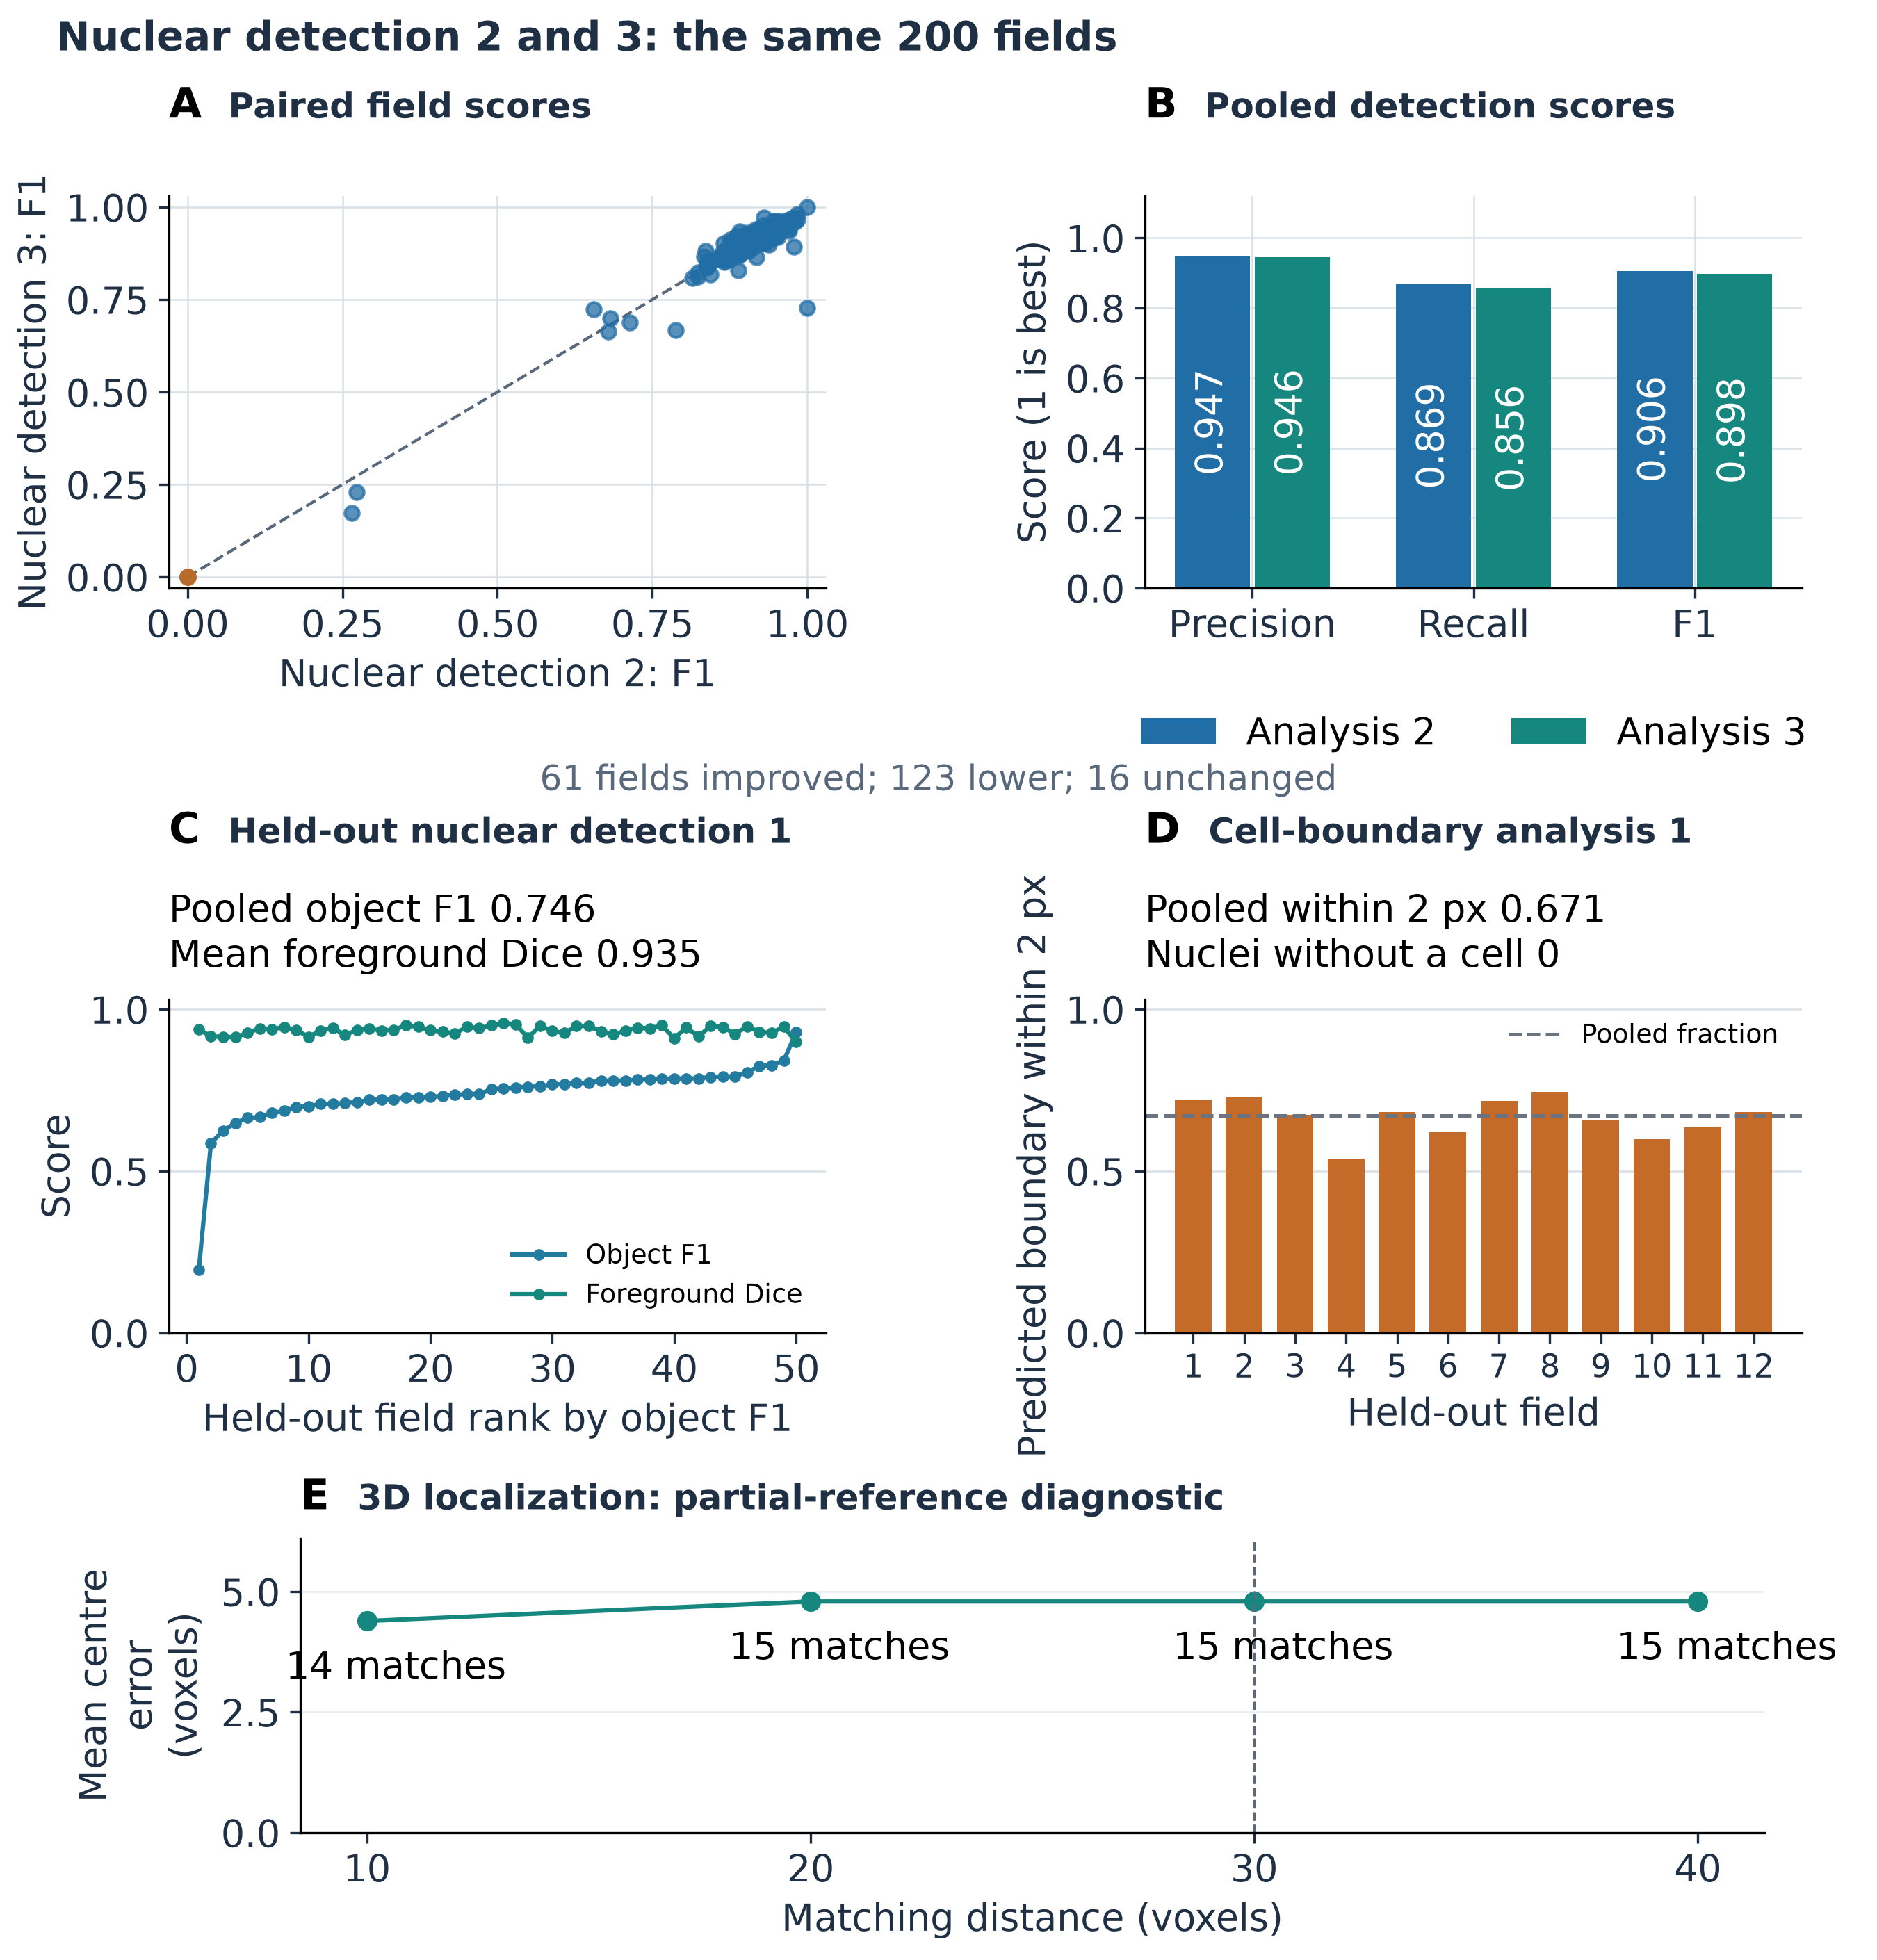 Nuclear detection 2 and 3: the same 200 fields
A Paired field scores
Nuclear detection 3: F1
1.00
0.75
0.50
0.25
0.00
0.00 0.25 0.50 0.75 1.00
Nuclear detection 2: F1
B Pooled detection scores
Score (1 is best)
1.0
0.8
0.6
0.4
0.2
0.0
0.947
0.946
0.869
0.856
0.906
0.898
Precision Recall F1
Analysis 2 Analysis 3
61 fields improved; 123 lower; 16 unchanged
C Held-out nuclear detection 1
Pooled object F1 0.746
Mean foreground Dice 0.935
Score
1.0
0.5
0.0
Object F1
Foreground Dice
0 10 20 30 40 50
Held-out field rank by object F1
D Cell-boundary analysis 1
Pooled within 2 px 0.671
Nuclei without a cell 0
Predicted boundary within 2 px
1.0
0.5
0.0
Pooled fraction
1 2 3 4 5 6 7 8 9 10 11 12
Held-out field
E 3D localization: partial-reference diagnostic
Mean centre
error
(voxels)
5.0
2.5
0.0
14 matches
15 matches
15 matches
15 matches
10 20 30 40
Matching distance (voxels)